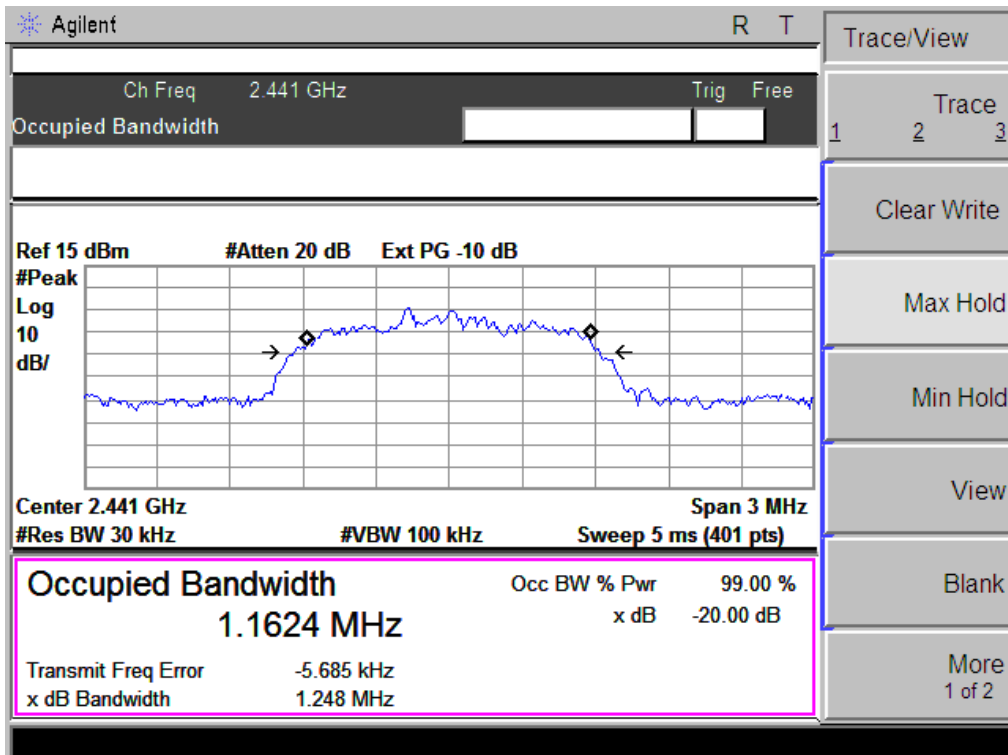 Agilent R T
Trace/View
Ch Freq 2.441 GHz Trig Free
Occupied Bandwidth
Trace
1 2 3
Clear Write
Max Hold
Min Hold
View
Blank
More
1 of 2
Ref 15 dBm #Atten 20 dB Ext PG -10 dB
#Peak
Log
10
dB/
Center 2.441 GHz Span 3 MHz
#Res BW 30 kHz #VBW 100 kHz Sweep 5 ms (401 pts)
Occupied Bandwidth
1.1624 MHz
Occ BW % Pwr 99.00 %
x dB -20.00 dB
Transmit Freq Error -5.685 kHz
x dB Bandwidth 1.248 MHz